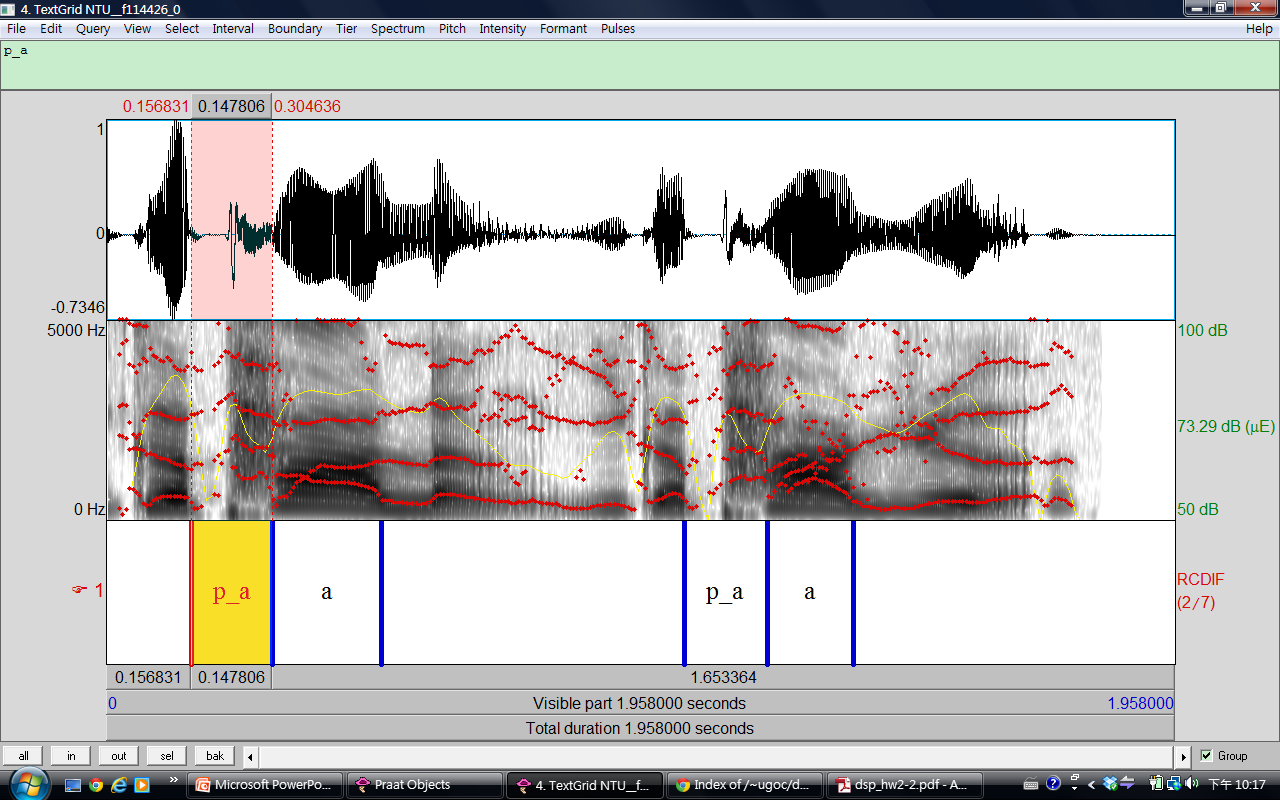 4. TextGrid NTU__f114426_0
File Edit Query View Select Interval Boundary Tier Spectrum Pitch Intensity Formant Pulses Help
p_a
0.156831 0.147806 0.304636
1
0
-0.7346
5000 Hz 100 dB
73.29 dB (µE)
0 Hz 50 dB
☞ 1 p_a a p_a a RCDIF
(2/7)
0.156831 0.147806 1.653364
0 Visible part 1.958000 seconds 1.958000
Total duration 1.958000 seconds
all in out sel bak Group
Microsoft PowerPo... Praat Objects 4. TextGrid NTU__f... Index of /~ugoc/d... dsp_hw2-2.pdf - A... 下午 10:17